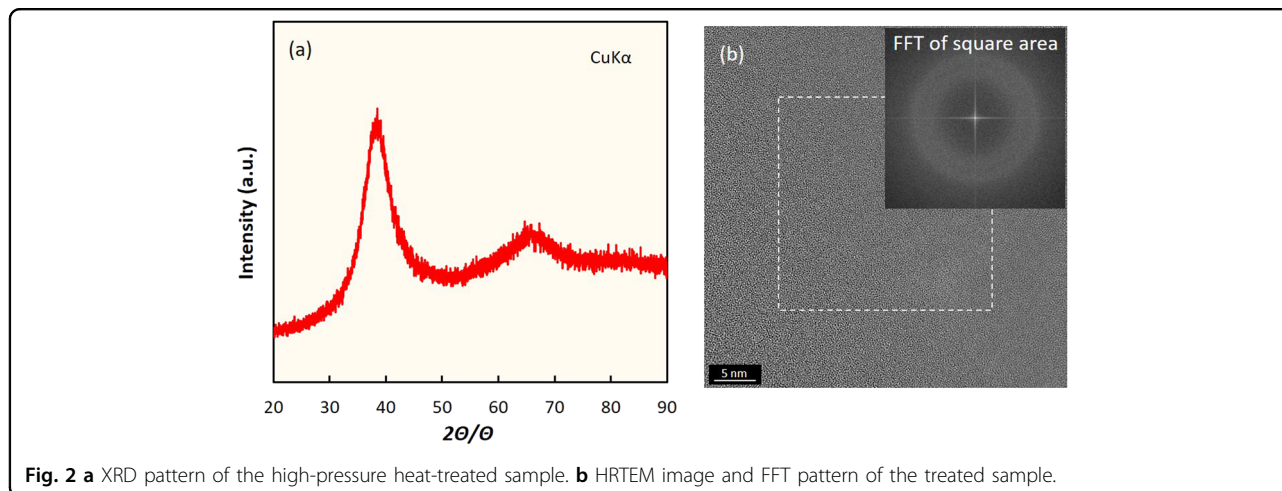 (a)
CuKα
Intensity (a.u.)
20 30 40 50 60 70 80 90
2Θ/Θ
(b)
FFT of square area
5 nm
Fig. 2 a XRD pattern of the high-pressure heat-treated sample. b HRTEM image and FFT pattern of the treated sample.